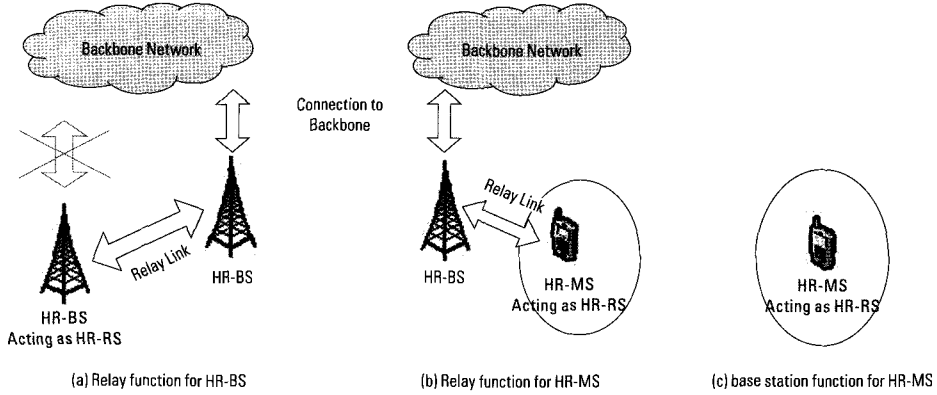 Backbone Network
Backbone Network
Connection to
Backbone
Relay Link
HR-BS
HR-BS
Acting as HR-RS
Relay Link
HR-BS
HR-MS
Acting as HR-RS
HR-MS
Acting as HR-RS
(a) Relay function for HR-BS
(b) Relay function for HR-MS
(c) base station function for HR-MS